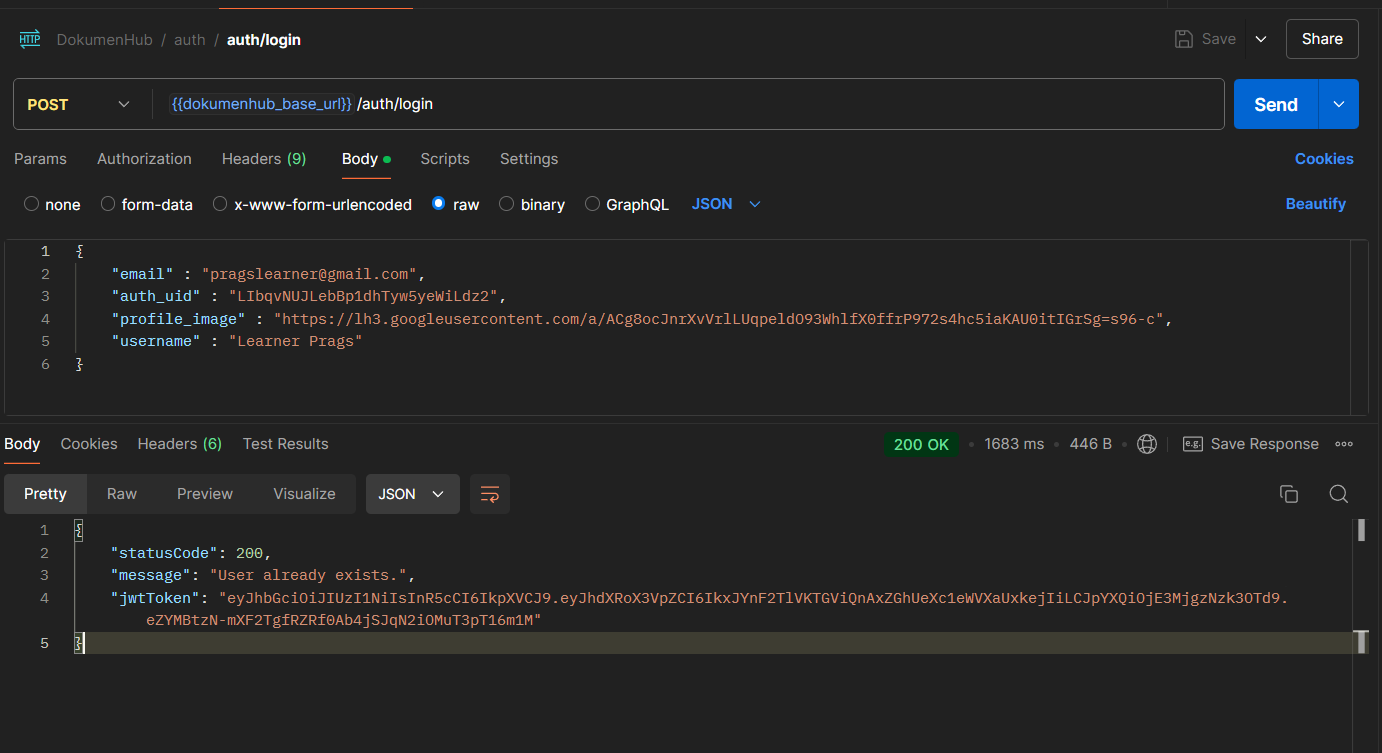 HTTP DokumenHub / auth / auth/login Save Share
POST {{dokumenhub_base_url}} /auth/login Send
Params Authorization Headers (9) Body Scripts Settings Cookies
none form-data x-www-form-urlencoded raw binary GraphQL JSON Beautify
1 {
2 "email" : "pragslearner@gmail.com",
3 "auth_uid" : "LIbqvNUJLebBp1dhTyw5yeWiLdz2",
4 "profile_image" : "https://lh3.googleusercontent.com/a/ACg8ocJnrXvVrlLUqpeldO93WhlfX0ffrP972s4hc5iaKAU0itIGrSg=s96-c",
5 "username" : "Learner Prags"
6 }
Body Cookies Headers (6) Test Results 200 OK 1683 ms 446 B e.g. Save Response
Pretty Raw Preview Visualize JSON
1 {
2 "statusCode": 200,
3 "message": "User already exists.",
4 "jwtToken": "eyJhbGciOiJIUzI1NiIsInR5cCI6IkpXVCJ9.eyJhdXRoX3VpZCI6IkxJYnF2TlVKTGViQnAxZGhUeXc1eWVXaUxkejIiLCJpYXQiOjE3MjgzNzk3OTd9.
eZYMBtzN-mXF2TgfRZRf0Ab4jSJqN2iOMuT3pT16m1M"
5 }